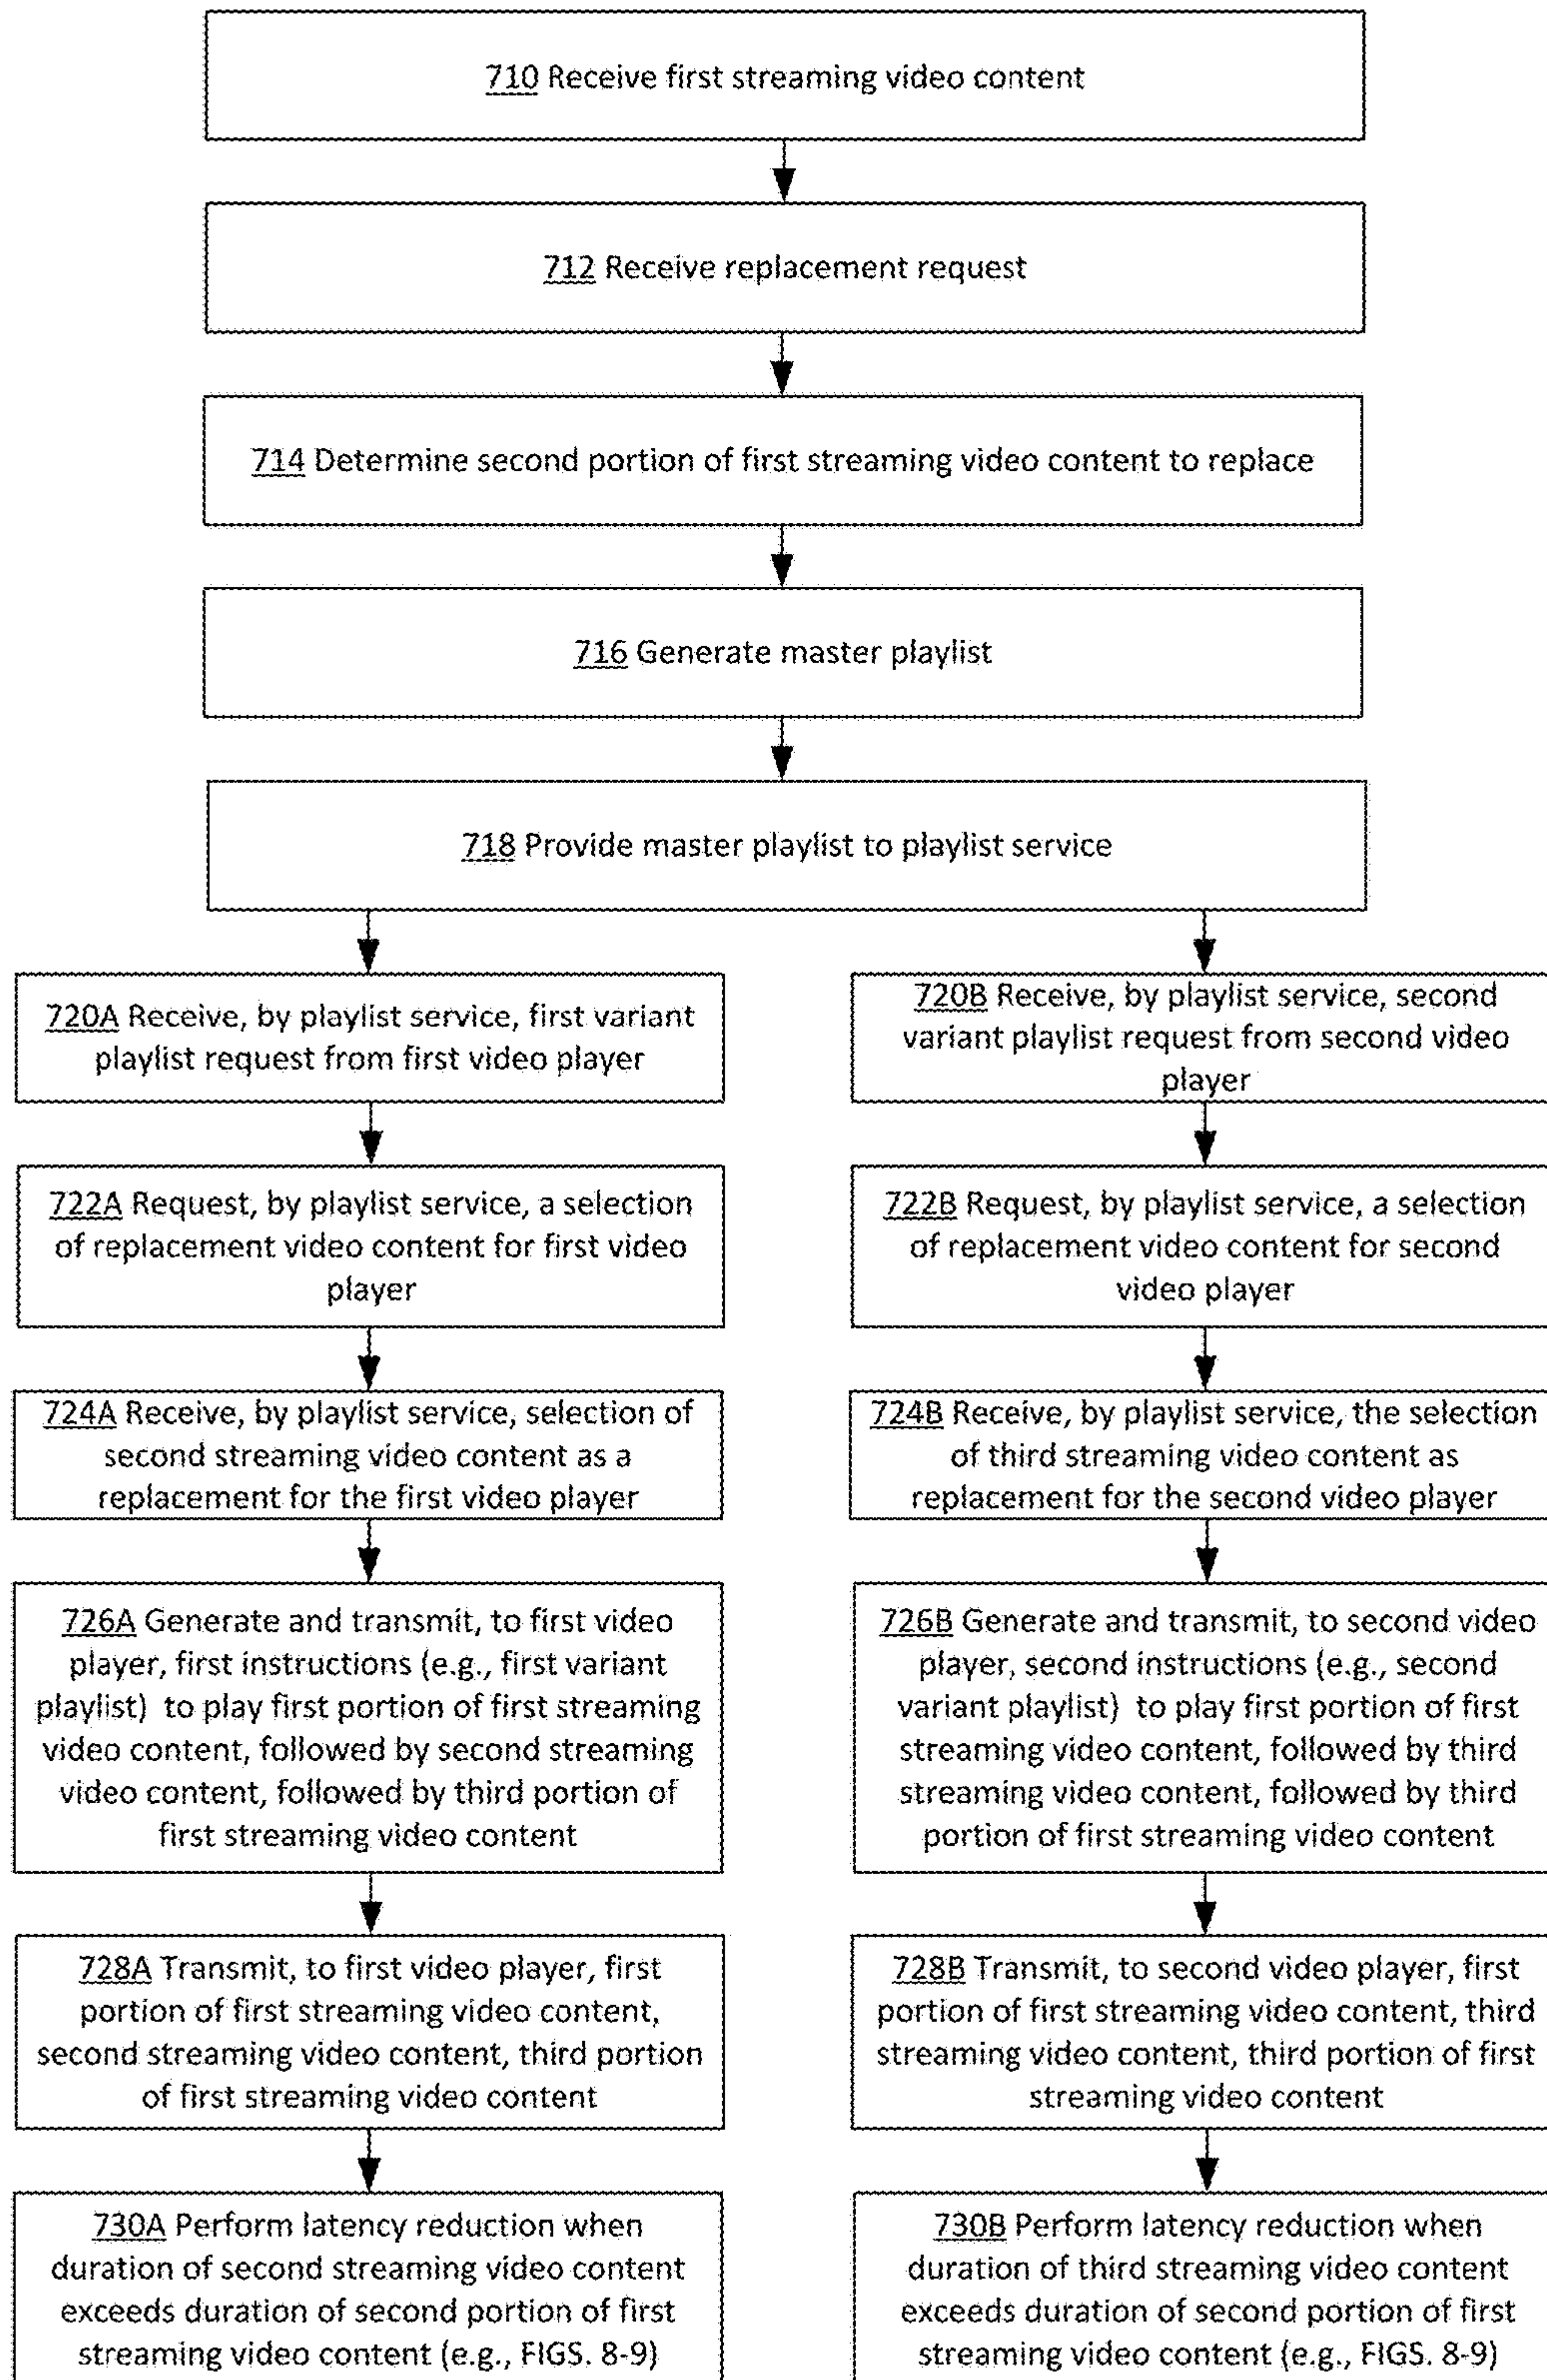 710 Receive first streaming video content
712 Receive replacement request
714 Determine second portion of first streaming video content to replace
716 Generate master playlist
718 Provide master playlist to playlist service
720A Receive, by playlist service, first variant
playlist request from first video player
720B Receive, by playlist service, second
variant playlist request from second video
player
722A Request, by playlist service, a selection
of replacement video content for first video
player
722B Request, by playlist service, a selection
of replacement video content for second
video player
724A Receive, by playlist service, selection of
second streaming video content as a
replacement for the first video player
724B Receive, by playlist service, the selection
of third streaming video content as
replacement for the second video player
726A Generate and transmit, to first video
player, first instructions (e.g., first variant
playlist)  to play first portion of first streaming
video content, followed by second streaming
video content, followed by third portion of
first streaming video content
726B Generate and transmit, to second video
player, second instructions (e.g., second
variant playlist)  to play first portion of first
streaming video content, followed by third
streaming video content, followed by third
portion of first streaming video content
728A Transmit, to first video player, first
portion of first streaming video content,
second streaming video content, third portion
of first streaming video content
728B Transmit, to second video player, first
portion of first streaming video content, third
streaming video content, third portion of first
streaming video content
730A Perform latency reduction when
duration of second streaming video content
exceeds duration of second portion of first
streaming video content (e.g., FIGS. 8-9)
730B Perform latency reduction when
duration of third streaming video content
exceeds duration of second portion of first
streaming video content (e.g., FIGS. 8-9)